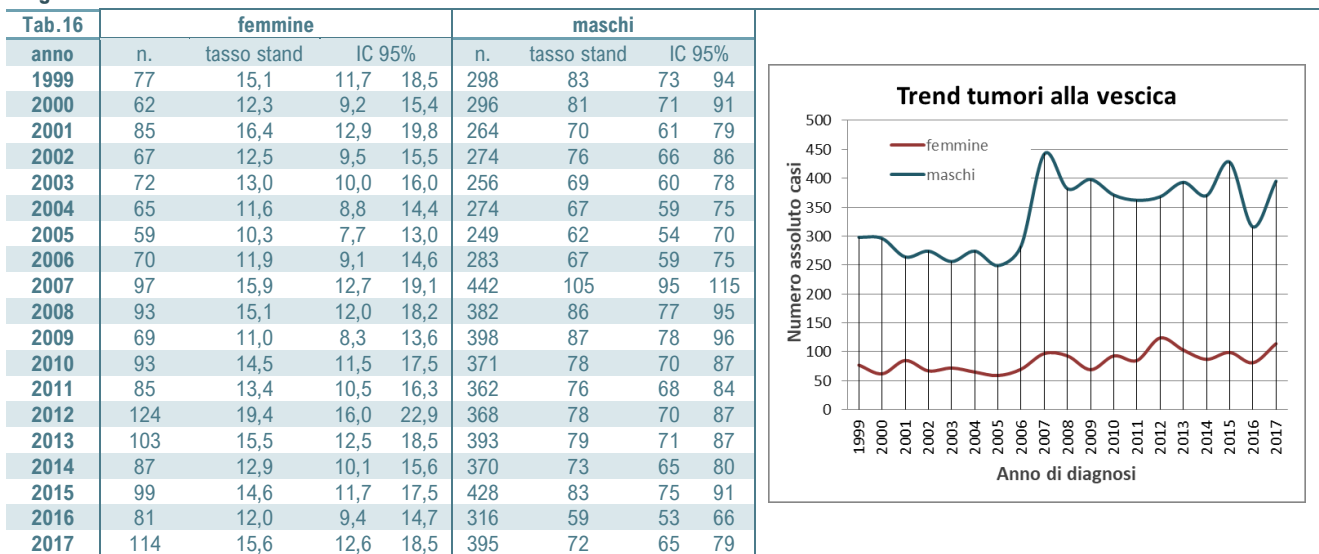 Tab.16 femmine maschi
anno n. tasso stand IC 95% n. tasso stand IC 95%
1999 77 15,1 11,7 18,5 298 83 73 94
2000 62 12,3 9,2 15,4 296 81 71 91
2001 85 16,4 12,9 19,8 264 70 61 79
2002 67 12,5 9,5 15,5 274 76 66 86
2003 72 13,0 10,0 16,0 256 69 60 78
2004 65 11,6 8,8 14,4 274 67 59 75
2005 59 10,3 7,7 13,0 249 62 54 70
2006 70 11,9 9,1 14,6 283 67 59 75
2007 97 15,9 12,7 19,1 442 105 95 115
2008 93 15,1 12,0 18,2 382 86 77 95
2009 69 11,0 8,3 13,6 398 87 78 96
2010 93 14,5 11,5 17,5 371 78 70 87
2011 85 13,4 10,5 16,3 362 76 68 84
2012 124 19,4 16,0 22,9 368 78 70 87
2013 103 15,5 12,5 18,5 393 79 71 87
2014 87 12,9 10,1 15,6 370 73 65 80
2015 99 14,6 11,7 17,5 428 83 75 91
2016 81 12,0 9,4 14,7 316 59 53 66
2017 114 15,6 12,6 18,5 395 72 65 79
Trend tumori alla vescica
femmine
maschi
Numero assoluto casi
500
450
400
350
300
250
200
150
100
50
0
1999 2000 2001 2002 2003 2004 2005 2006 2007 2008 2009 2010 2011 2012 2013 2014 2015 2016 2017
Anno di diagnosi